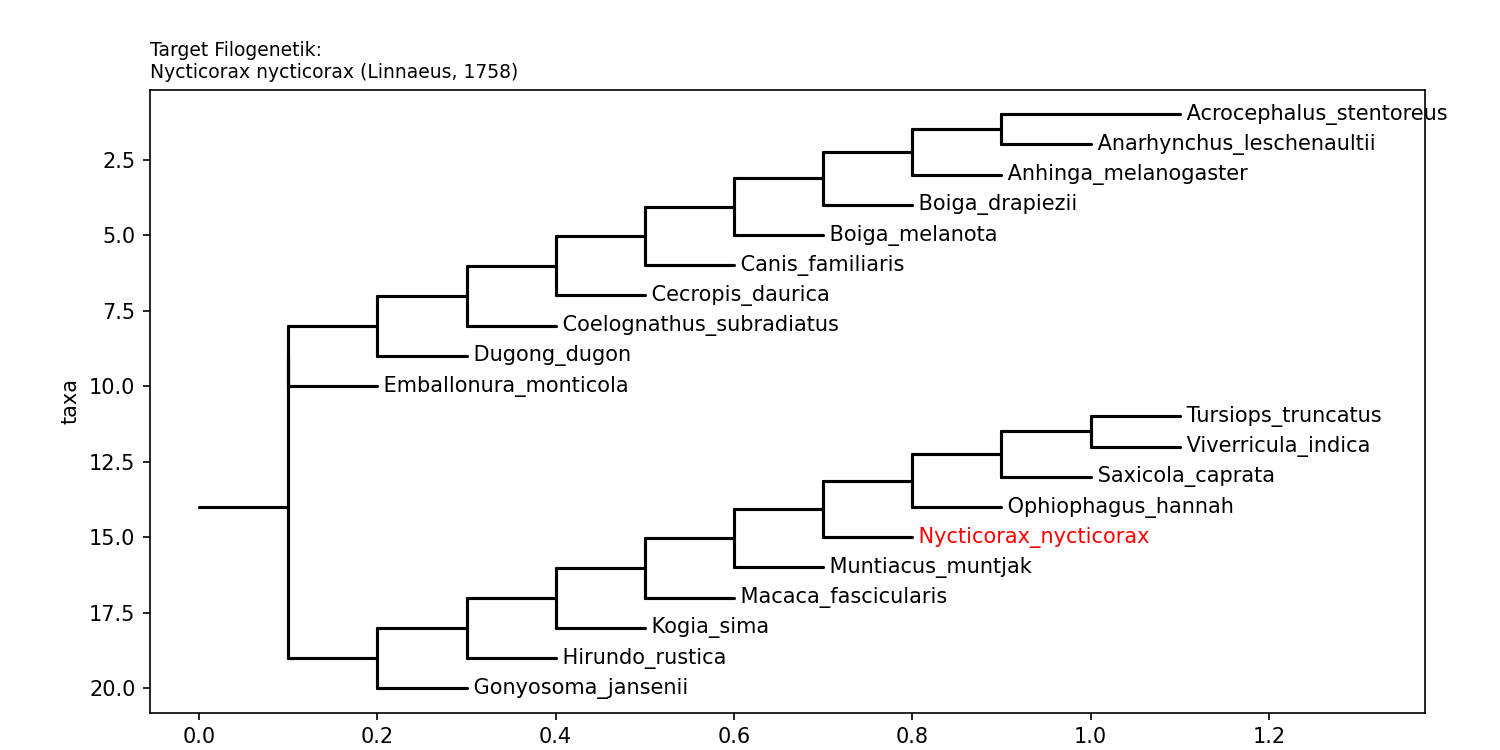 Target Filogenetik:
Nycticorax nycticorax (Linnaeus, 1758)
Acrocephalus_stentoreus
Anarhynchus_leschenaultii
2.5
Anhinga_melanogaster
Boiga_drapiezii
5.0
Boiga_melanota
Canis_familiaris
Cecropis_daurica
7.5
Coelognathus_subradiatus
Dugong_dugon
taxa
10.0
Emballonura_monticola
Tursiops_truncatus
Viverricula_indica
12.5
Saxicola_caprata
Ophiophagus_hannah
15.0
Nycticorax_nycticorax
Muntiacus_muntjak
Macaca_fascicularis
17.5
Kogia_sima
Hirundo_rustica
20.0
Gonyosoma_jansenii
0.0 0.2 0.4 0.6 0.8 1.0 1.2